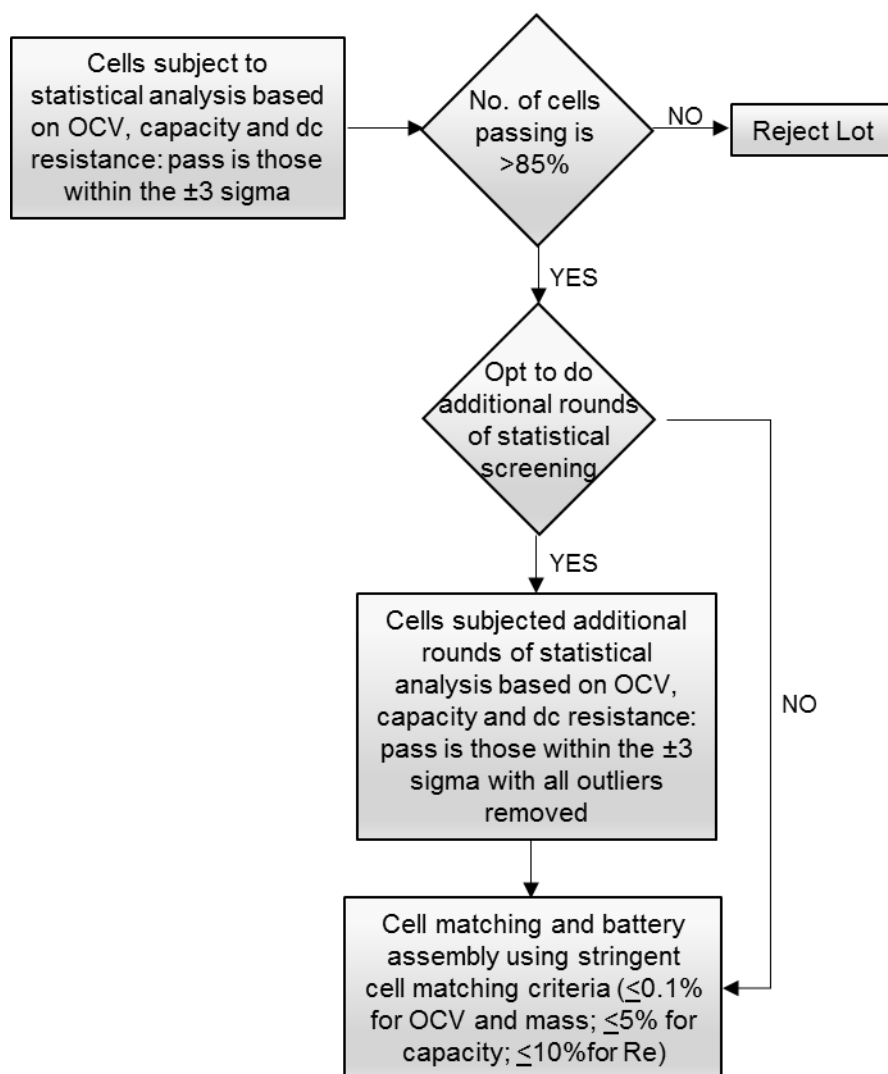 Cells subject to
statistical analysis based
on OCV, capacity and dc
resistance: pass is those
within the ±3 sigma
No. of cells
passing is
>85%
NO
Reject Lot
YES
Opt to do
additional rounds
of statistical
screening
YES
Cells subjected additional
rounds of statistical
analysis based on OCV,
capacity and dc resistance:
pass is those within the ±3
sigma with all outliers
removed
NO
Cell matching and battery
assembly using stringent
cell matching criteria (≤0.1%
for OCV and mass; ≤5% for
capacity; ≤10%for Re)